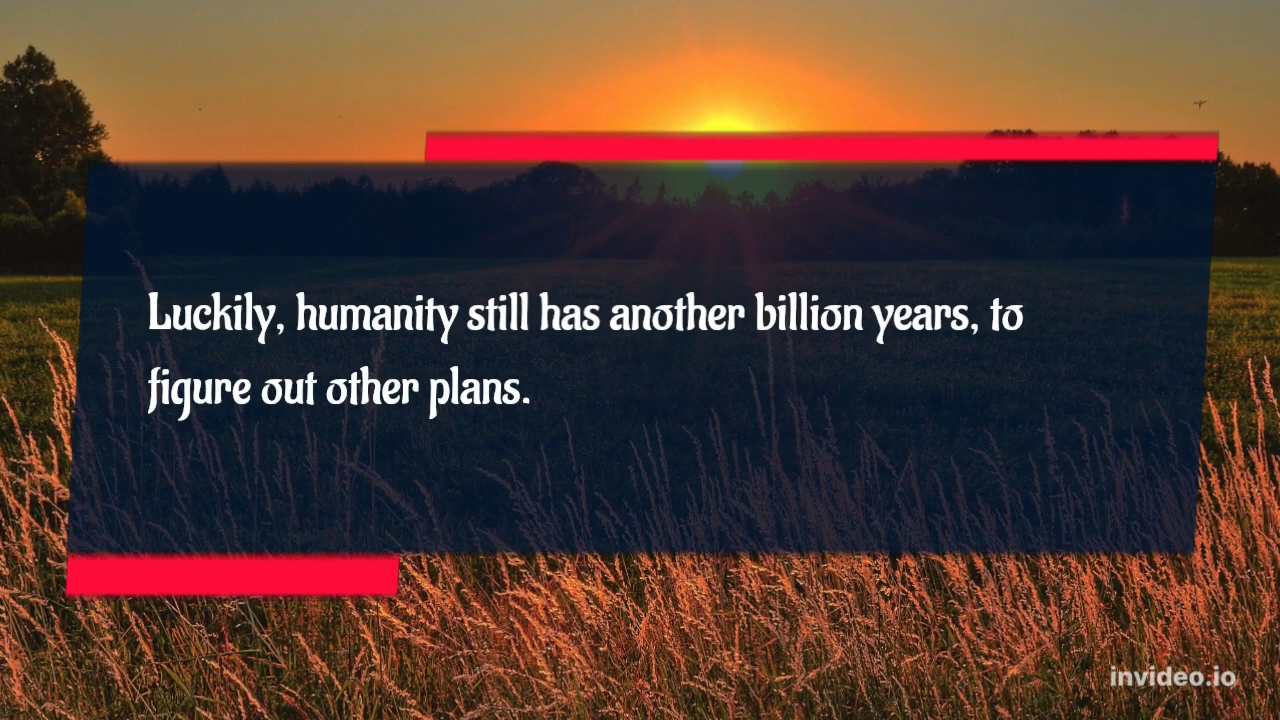 Luckily, humanity still has another billion years, to
figure out other plans.
invideo.io